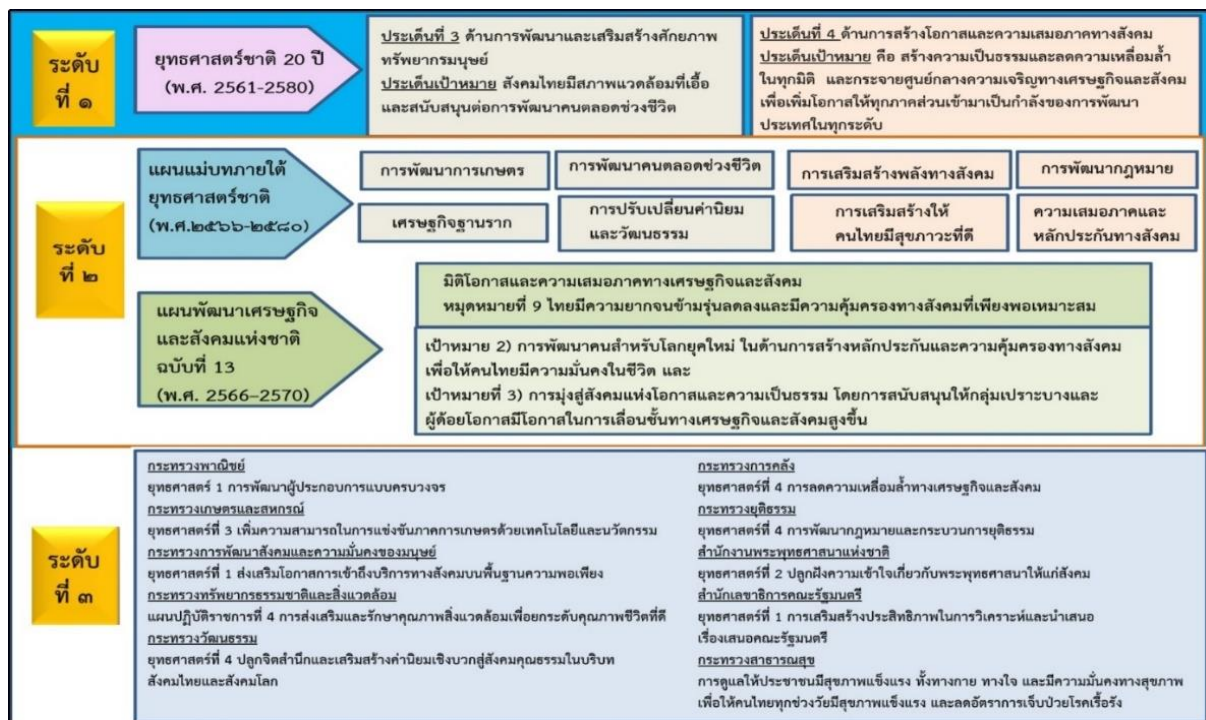 ระดับ
ที่ ๑
ยุทธศาสตร์ชาติ 20 ปี
(พ.ศ. 2561-2580)
ประเด็นที่ 3 ด้านการพัฒนาและเสริมสร้างศักยภาพ
ทรัพยากรมนุษย์
ประเด็นเป้าหมาย สังคมไทยมีสภาพแวดล้อมที่เอื้อ
และสนับสนุนต่อการพัฒนาคนตลอดช่วงชีวิต
ประเด็นที่ 4 ด้านการสร้างโอกาสและความเสมอภาคทางสังคม
ประเด็นเป้าหมาย คือ สร้างความเป็นธรรมและลดความเหลื่อมล้ำ
ในทุกมิติ และกระจายศูนย์กลางความเจริญทางเศรษฐกิจและสังคม
เพื่อเพิ่มโอกาสให้ทุกภาคส่วนเข้ามาเป็นกำลังของการพัฒนา
ประเทศในทุกระดับ
ระดับ
ที่ ๒
แผนแม่บทภายใต้
ยุทธศาสตร์ชาติ
(พ.ศ.๒๕๖๖-๒๕๘๐)
การพัฒนาการเกษตร
การพัฒนาคนตลอดช่วงชีวิต
การเสริมสร้างพลังทางสังคม
การพัฒนากฎหมาย
เศรษฐกิจฐานราก
การปรับเปลี่ยนค่านิยม
และวัฒนธรรม
การเสริมสร้างให้
คนไทยมีสุขภาวะที่ดี
ความเสมอภาคและ
หลักประกันทางสังคม
แผนพัฒนาเศรษฐกิจ
และสังคมแห่งชาติ
ฉบับที่ 13
(พ.ศ. 2566–2570)
มิติโอกาสและความเสมอภาคทางเศรษฐกิจและสังคม
หมุดหมายที่ 9 ไทยมีความยากจนข้ามรุ่นลดลงและมีความคุ้มครองทางสังคมที่เพียงพอเหมาะสม
เป้าหมาย 2) การพัฒนาคนสำหรับโลกยุคใหม่ ในด้านการสร้างหลักประกันและความคุ้มครองทางสังคม
เพื่อให้คนไทยมีความมั่นคงในชีวิต และ
เป้าหมายที่ 3) การมุ่งสู่สังคมแห่งโอกาสและความเป็นธรรม โดยการสนับสนุนให้กลุ่มเปราะบางและ
ผู้ด้อยโอกาสมีโอกาสในการเลื่อนชั้นทางเศรษฐกิจและสังคมสูงขึ้น
ระดับ
ที่ ๓
กระทรวงพาณิชย์
ยุทธศาสตร์ 1 การพัฒนาผู้ประกอบการแบบครบวงจร
กระทรวงเกษตรและสหกรณ์
ยุทธศาสตร์ที่ 3 เพิ่มความสามารถในการแข่งขันภาคการเกษตรด้วยเทคโนโลยีและนวัตกรรม
กระทรวงการพัฒนาสังคมและความมั่นคงของมนุษย์
ยุทธศาสตร์ที่ 1 ส่งเสริมโอกาสการเข้าถึงบริการทางสังคมบนพื้นฐานความพอเพียง
กระทรวงทรัพยากรธรรมชาติและสิ่งแวดล้อม
แผนปฏิบัติราชการที่ 4 การส่งเสริมและรักษาคุณภาพสิ่งแวดล้อมเพื่อยกระดับคุณภาพชีวิตที่ดี
กระทรวงวัฒนธรรม
ยุทธศาสตร์ที่ 4 ปลูกจิตสำนึกและเสริมสร้างค่านิยมเชิงบวกสู่สังคมคุณธรรมในบริบท
สังคมไทยและสังคมโลก
กระทรวงการคลัง
ยุทธศาสตร์ที่ 4 การลดความเหลื่อมล้ำทางเศรษฐกิจและสังคม
กระทรวงยุติธรรม
ยุทธศาสตร์ที่ 4 การพัฒนากฎหมายและกระบวนการยุติธรรม
สำนักงานพระพุทธศาสนาแห่งชาติ
ยุทธศาสตร์ที่ 2 ปลูกฝังความเข้าใจเกี่ยวกับพระพุทธศาสนาให้แก่สังคม
สำนักเลขาธิการคณะรัฐมนตรี
ยุทธศาสตร์ที่ 1 การเสริมสร้างประสิทธิภาพในการวิเคราะห์และนำเสนอ
เรื่องเสนอคณะรัฐมนตรี
กระทรวงสาธารณสุข
การดูแลให้ประชาชนมีสุขภาพแข็งแรง ทั้งทางกาย ทางใจ และมีความมั่นคงทางสุขภาพ
เพื่อให้คนไทยทุกช่วงวัยมีสุขภาพแข็งแรง และลดอัตราการเจ็บป่วยโรคเรื้อรัง